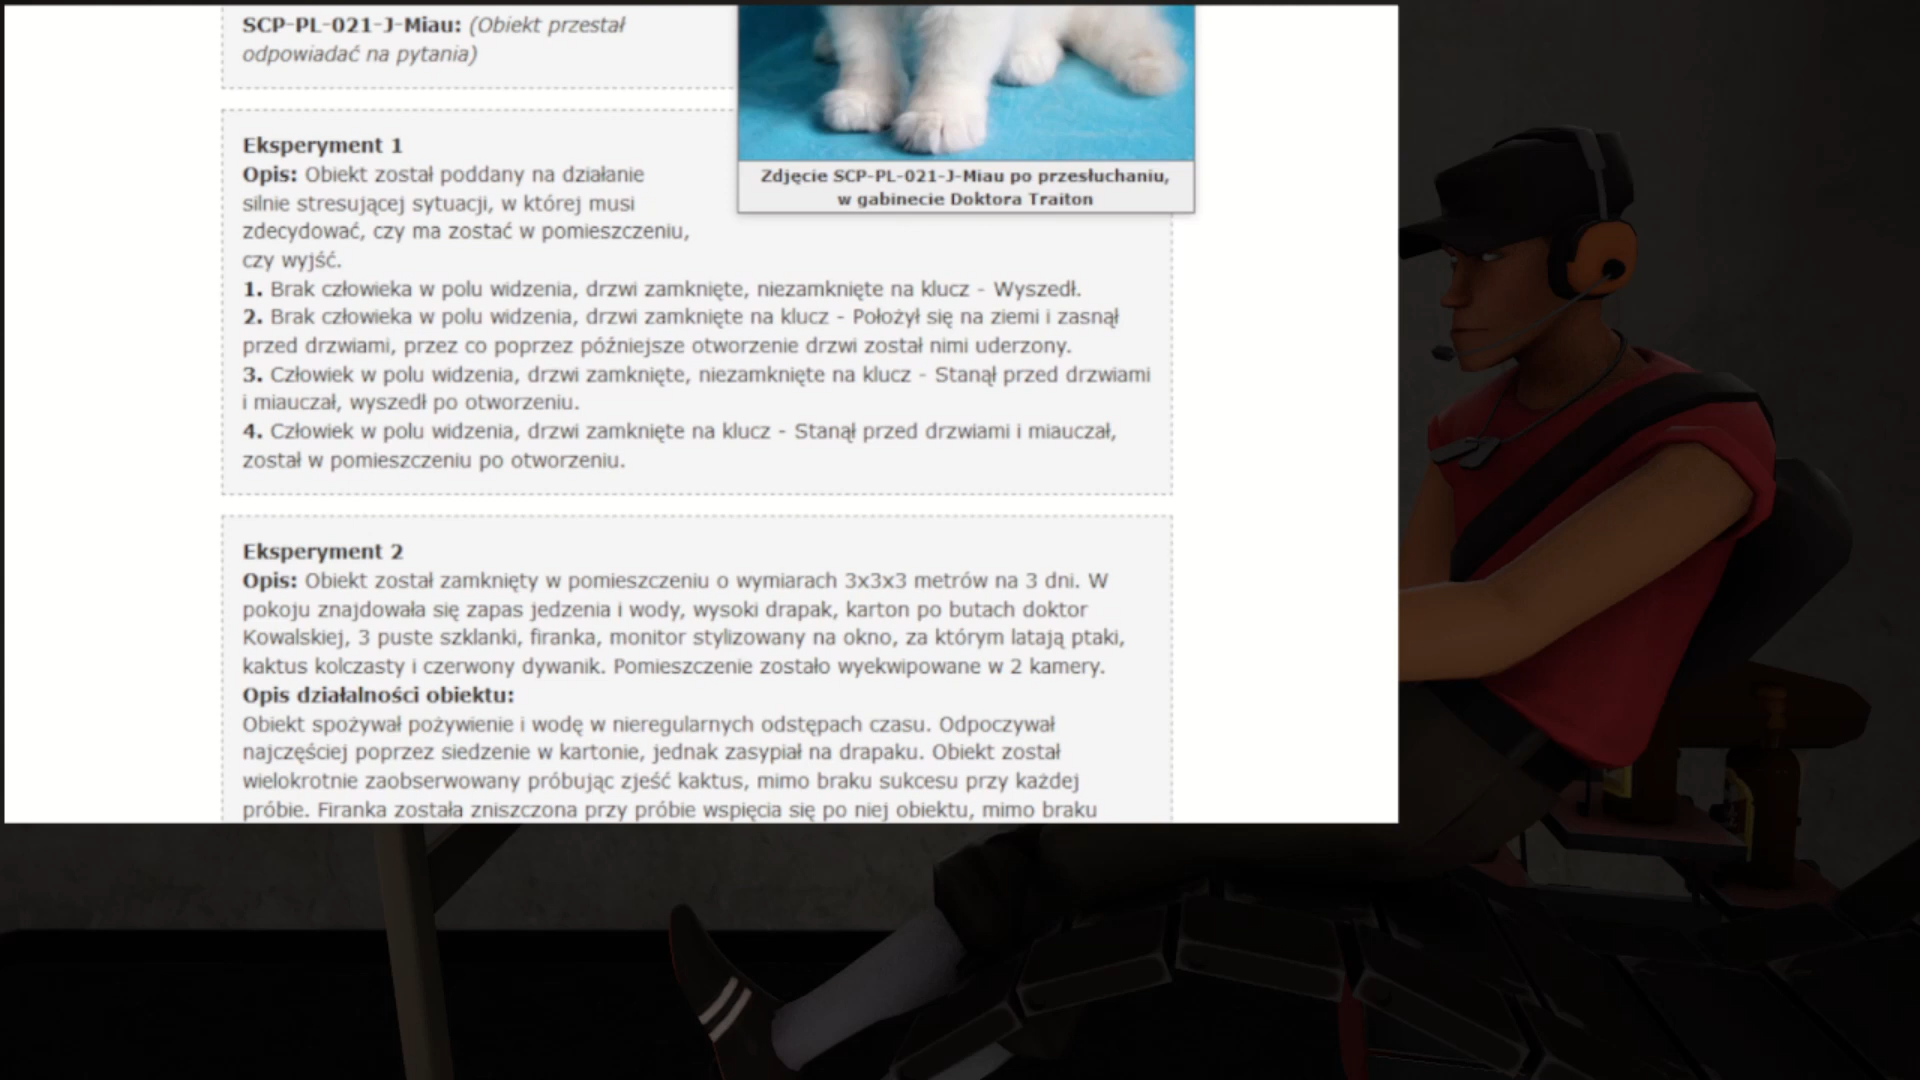 SCP-PL-021-J-Miau: (Obiekt przestał
odpowiadać na pytania)
Zdjęcie SCP-PL-021-J-Miau po przesłuchaniu,
w gabinecie Doktora Traiton
Eksperyment 1
Opis: Obiekt został poddany na działanie
silnie stresującej sytuacji, w której musi
zdecydować, czy ma zostać w pomieszczeniu,
czy wyjść.
1. Brak człowieka w polu widzenia, drzwi zamknięte, niezamknięte na klucz - Wyszedł.
2. Brak człowieka w polu widzenia, drzwi zamknięte na klucz - Położył się na ziemi i zasnął
przed drzwiami, przez co poprzez późniejsze otworzenie drzwi został nimi uderzony.
3. Człowiek w polu widzenia, drzwi zamknięte, niezamknięte na klucz - Stanął przed drzwiami
i miauczał, wyszedł po otworzeniu.
4. Człowiek w polu widzenia, drzwi zamknięte na klucz - Stanął przed drzwiami i miauczał,
został w pomieszczeniu po otworzeniu.
Eksperyment 2
Opis: Obiekt został zamknięty w pomieszczeniu o wymiarach 3x3x3 metrów na 3 dni. W
pokoju znajdowała się zapas jedzenia i wody, wysoki drapak, karton po butach doktor
Kowalskiej, 3 puste szklanki, firanka, monitor stylizowany na okno, za którym latają ptaki,
kaktus kolczasty i czerwony dywanik. Pomieszczenie zostało wyekwipowane w 2 kamery.
Opis działalności obiektu:
Obiekt spożywał pożywienie i wodę w nieregularnych odstępach czasu. Odpoczywał
najczęściej poprzez siedzenie w kartonie, jednak zasypiał na drapaku. Obiekt został
wielokrotnie zaobserwowany próbując zjeść kaktus, mimo braku sukcesu przy każdej
próbie. Firanka została zniszczona przy próbie wspięcia się po niej obiektu, mimo braku